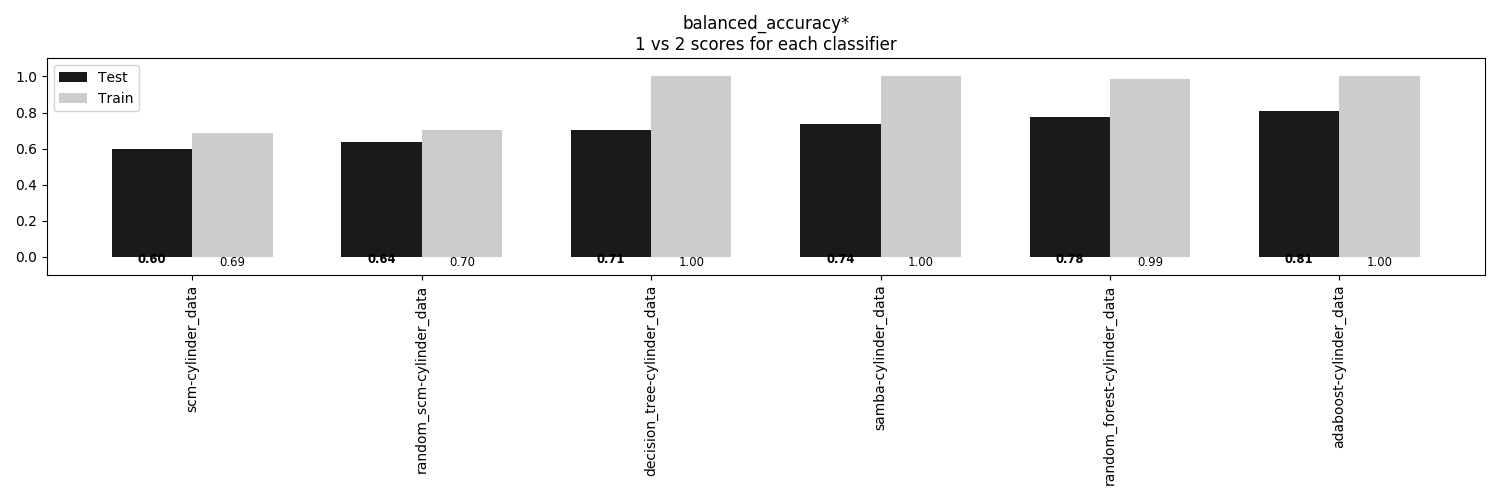 balanced_accuracy*
1 vs 2 scores for each classifier
Test
Train
1.0
0.8
0.6
0.4
0.2
0.0
0.60 0.69 0.64 0.70 0.71 1.00 0.74 1.00 0.78 0.99 0.81 1.00
scm-cylinder_data
random_scm-cylinder_data
decision_tree-cylinder_data
samba-cylinder_data
random_forest-cylinder_data
adaboost-cylinder_data